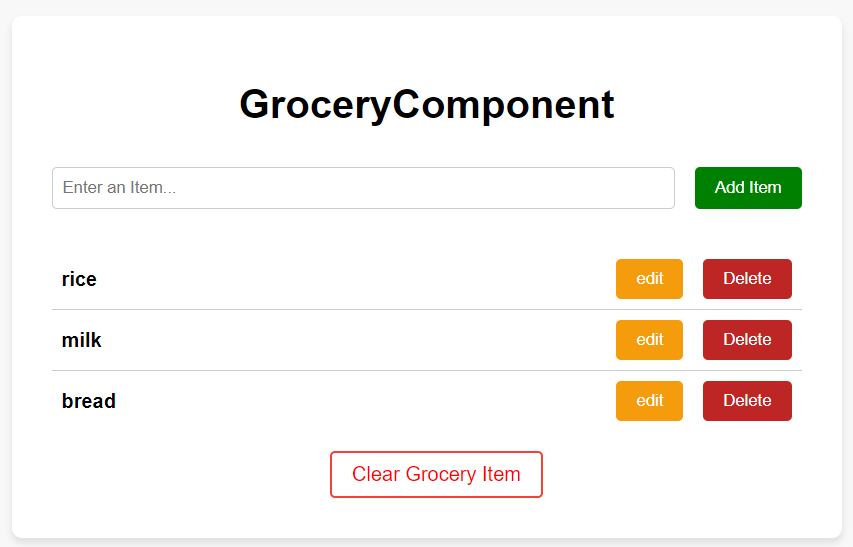 GroceryComponent
Enter an Item... Add Item
rice edit Delete
milk edit Delete
bread edit Delete
Clear Grocery Item